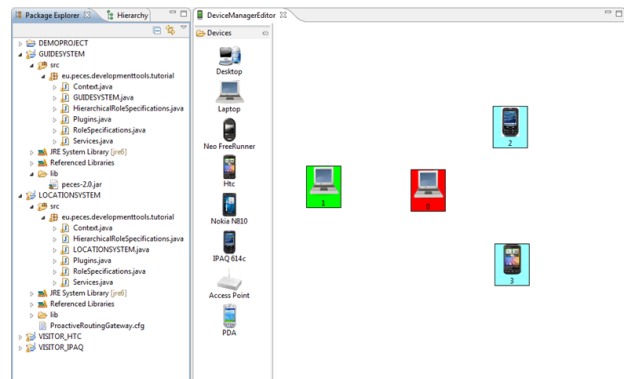 Package Explorer
Hierarchy
DEMOPROJECT
GUIDESYSTEM
src
eu.peces.developmenttools.tutorial
Context.java
GUIDESYSTEM.java
HierarchicalRoleSpecifications.java
Plugins.java
RoleSpecifications.java
Services.java
JRE System Library [jre6]
Referenced Libraries
lib
peces-2.0.jar
LOCATIONSYSTEM
src
eu.peces.developmenttools.tutorial
Context.java
HierarchicalRoleSpecifications.java
LOCATIONSYSTEM.java
Plugins.java
RoleSpecifications.java
Services.java
JRE System Library [jre6]
Referenced Libraries
lib
ProactiveRoutingGateway.cfg
VISITOR_HTC
VISITOR_IPAQ
DeviceManagerEditor
Devices
Desktop
Laptop
Neo FreeRunner
Htc
Nokia N810
IPAQ 614c
Access Point
PDA
2
1
0
3